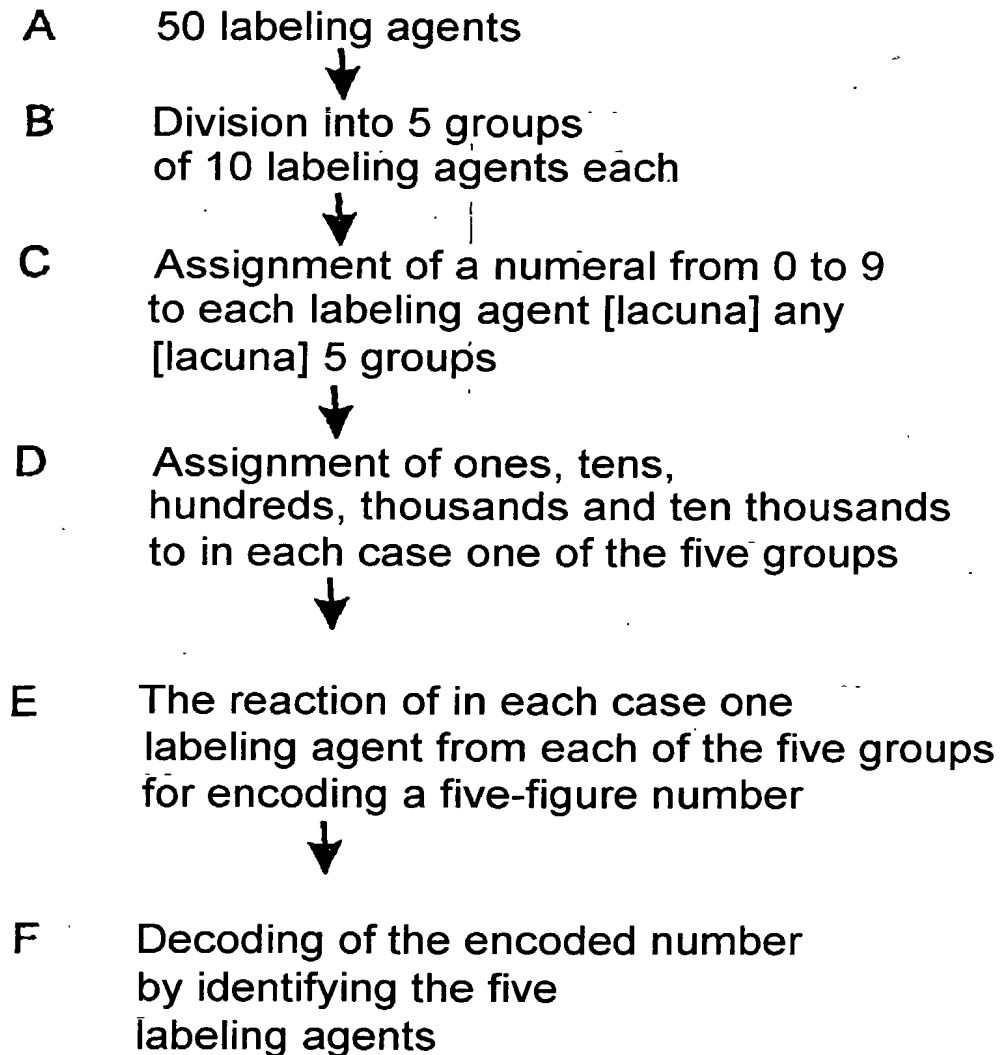 A 50 labeling agents
B Division into 5 groups
of 10 labeling agents each
C Assignment of a numeral from 0 to 9
to each labeling agent [lacuna] any
[lacuna] 5 groups
D Assignment of ones, tens,
hundreds, thousands and ten thousands
to in each case one of the five groups
E The reaction of in each case one
labeling agent from each of the five groups
for encoding a five-figure number
F Decoding of the encoded number
by identifying the five
labeling agents